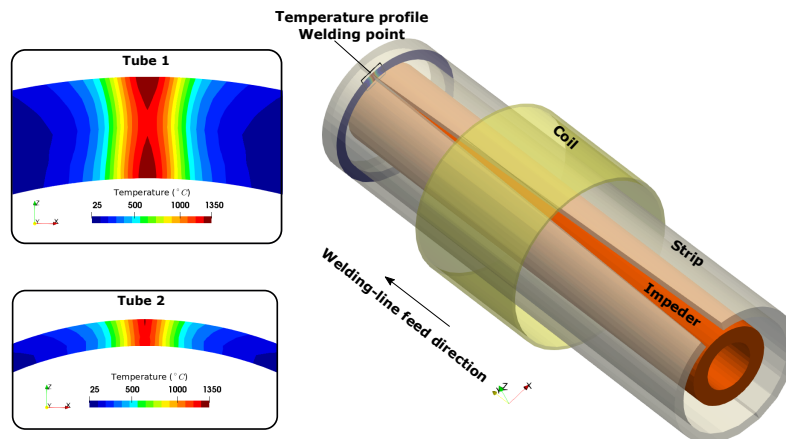 Temperature profile
Welding point
Tube 1
Temperature (°C)
25 500 1000 1350
Z
Y X
Tube 2
Temperature (°C)
25 500 1000 1350
Z
Y X
Coil
Strip
Impeder
Welding-line feed direction
Y Z X